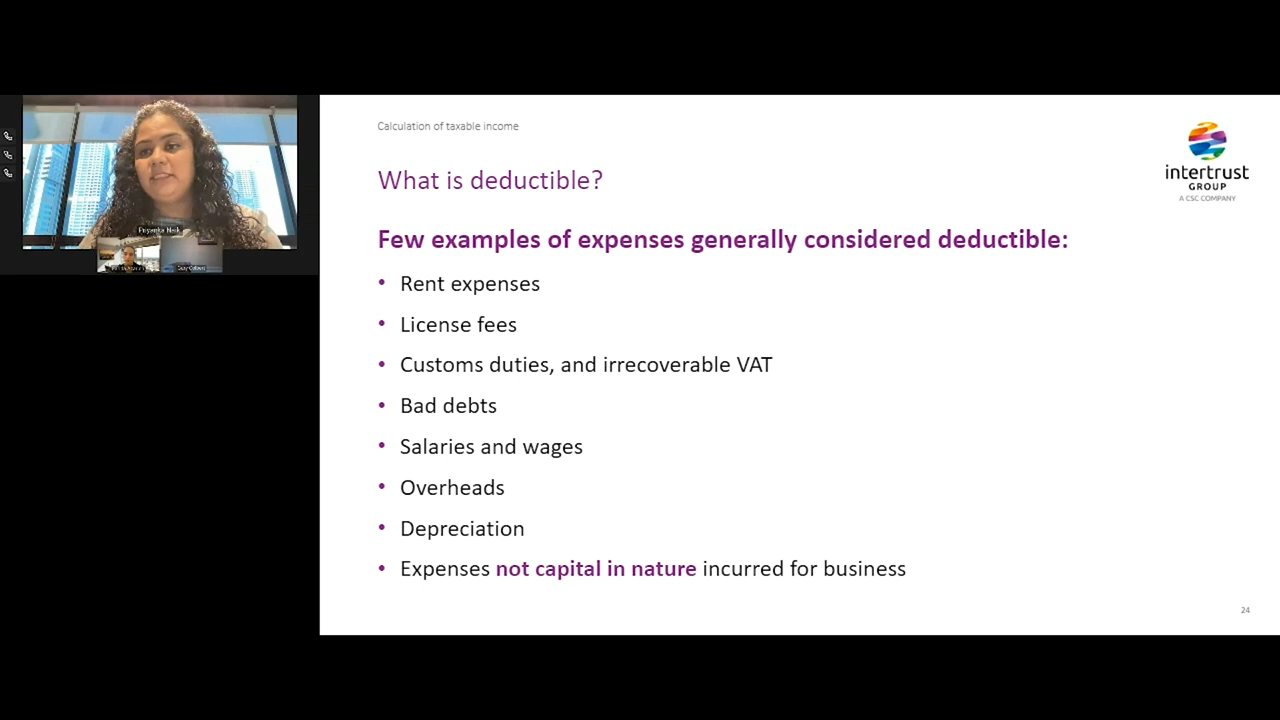 Calculation of taxable income
intertrust
GROUP
A CSC COMPANY
What is deductible?
Few examples of expenses generally considered deductible:
• Rent expenses
• License fees
• Customs duties, and irrecoverable VAT
• Bad debts
• Salaries and wages
• Overheads
• Depreciation
• Expenses not capital in nature incurred for business
24
Priyanka Naik